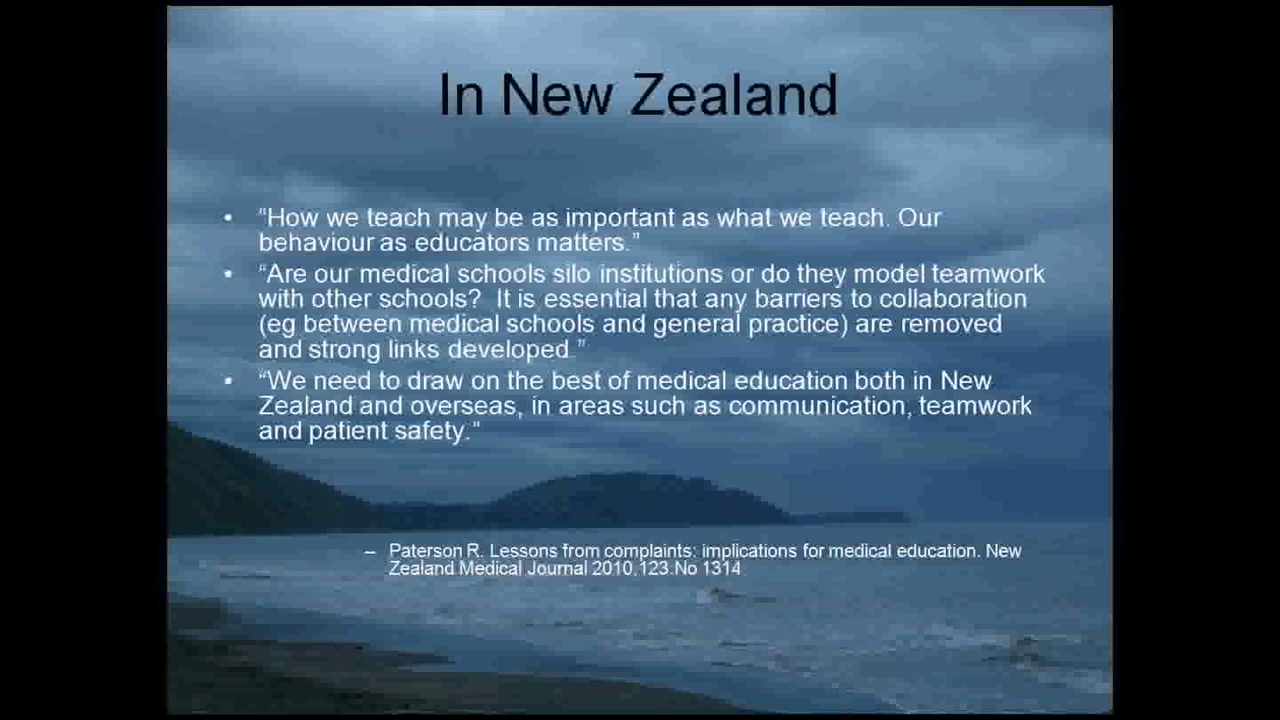 In New Zealand
• “How we teach may be as important as what we teach. Our
behaviour as educators matters.”
• “Are our medical schools silo institutions or do they model teamwork
with other schools?  It is essential that any barriers to collaboration
(eg between medical schools and general practice) are removed
and strong links developed.”
• “We need to draw on the best of medical education both in New
Zealand and overseas, in areas such as communication, teamwork
and patient safety.“
– Paterson R. Lessons from complaints: implications for medical education. New
Zealand Medical Journal 2010,123:No 1314